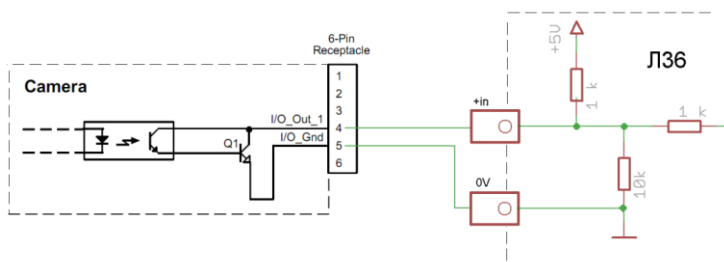 6-Pin
Receptacle
Camera
I/O_Out_1
I/O_Gnd
Q1
1
2
3
4
5
6
+in
0V
+5V
1 k
Л36
1 k
10k